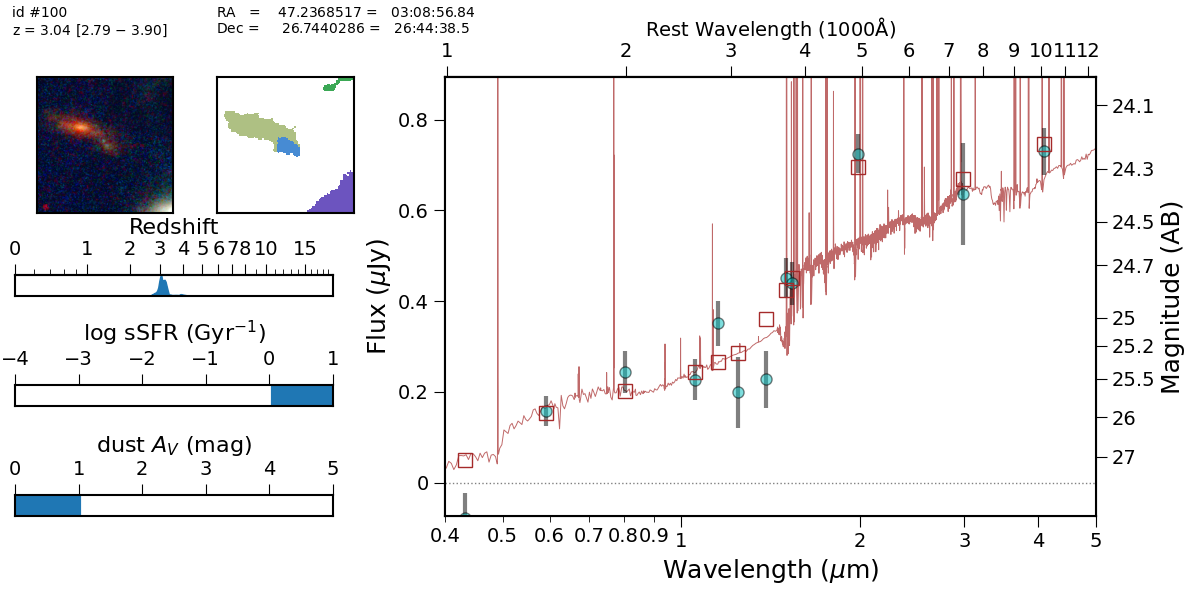 id #100
z = 3.04 [2.79 − 3.90]
RA = 47.2368517 = 03:08:56.84
Dec = 26.7440286 = 26:44:38.5
Redshift
0 1 2 3 4 5 6 7 8 10 15
log sSFR (Gyr⁻¹)
−4 −3 −2 −1 0 1
dust A_V (mag)
0 1 2 3 4 5
Rest Wavelength (1000Å)
1 2 3 4 5 6 7 8 9 10 11 12
Flux (μJy)
0.8
0.6
0.4
0.2
0
24.1
24.3
24.5
24.7
25
25.2
25.5
26
27
Magnitude (AB)
0.4 0.5 0.6 0.7 0.8 0.9 1 2 3 4 5
Wavelength (μm)